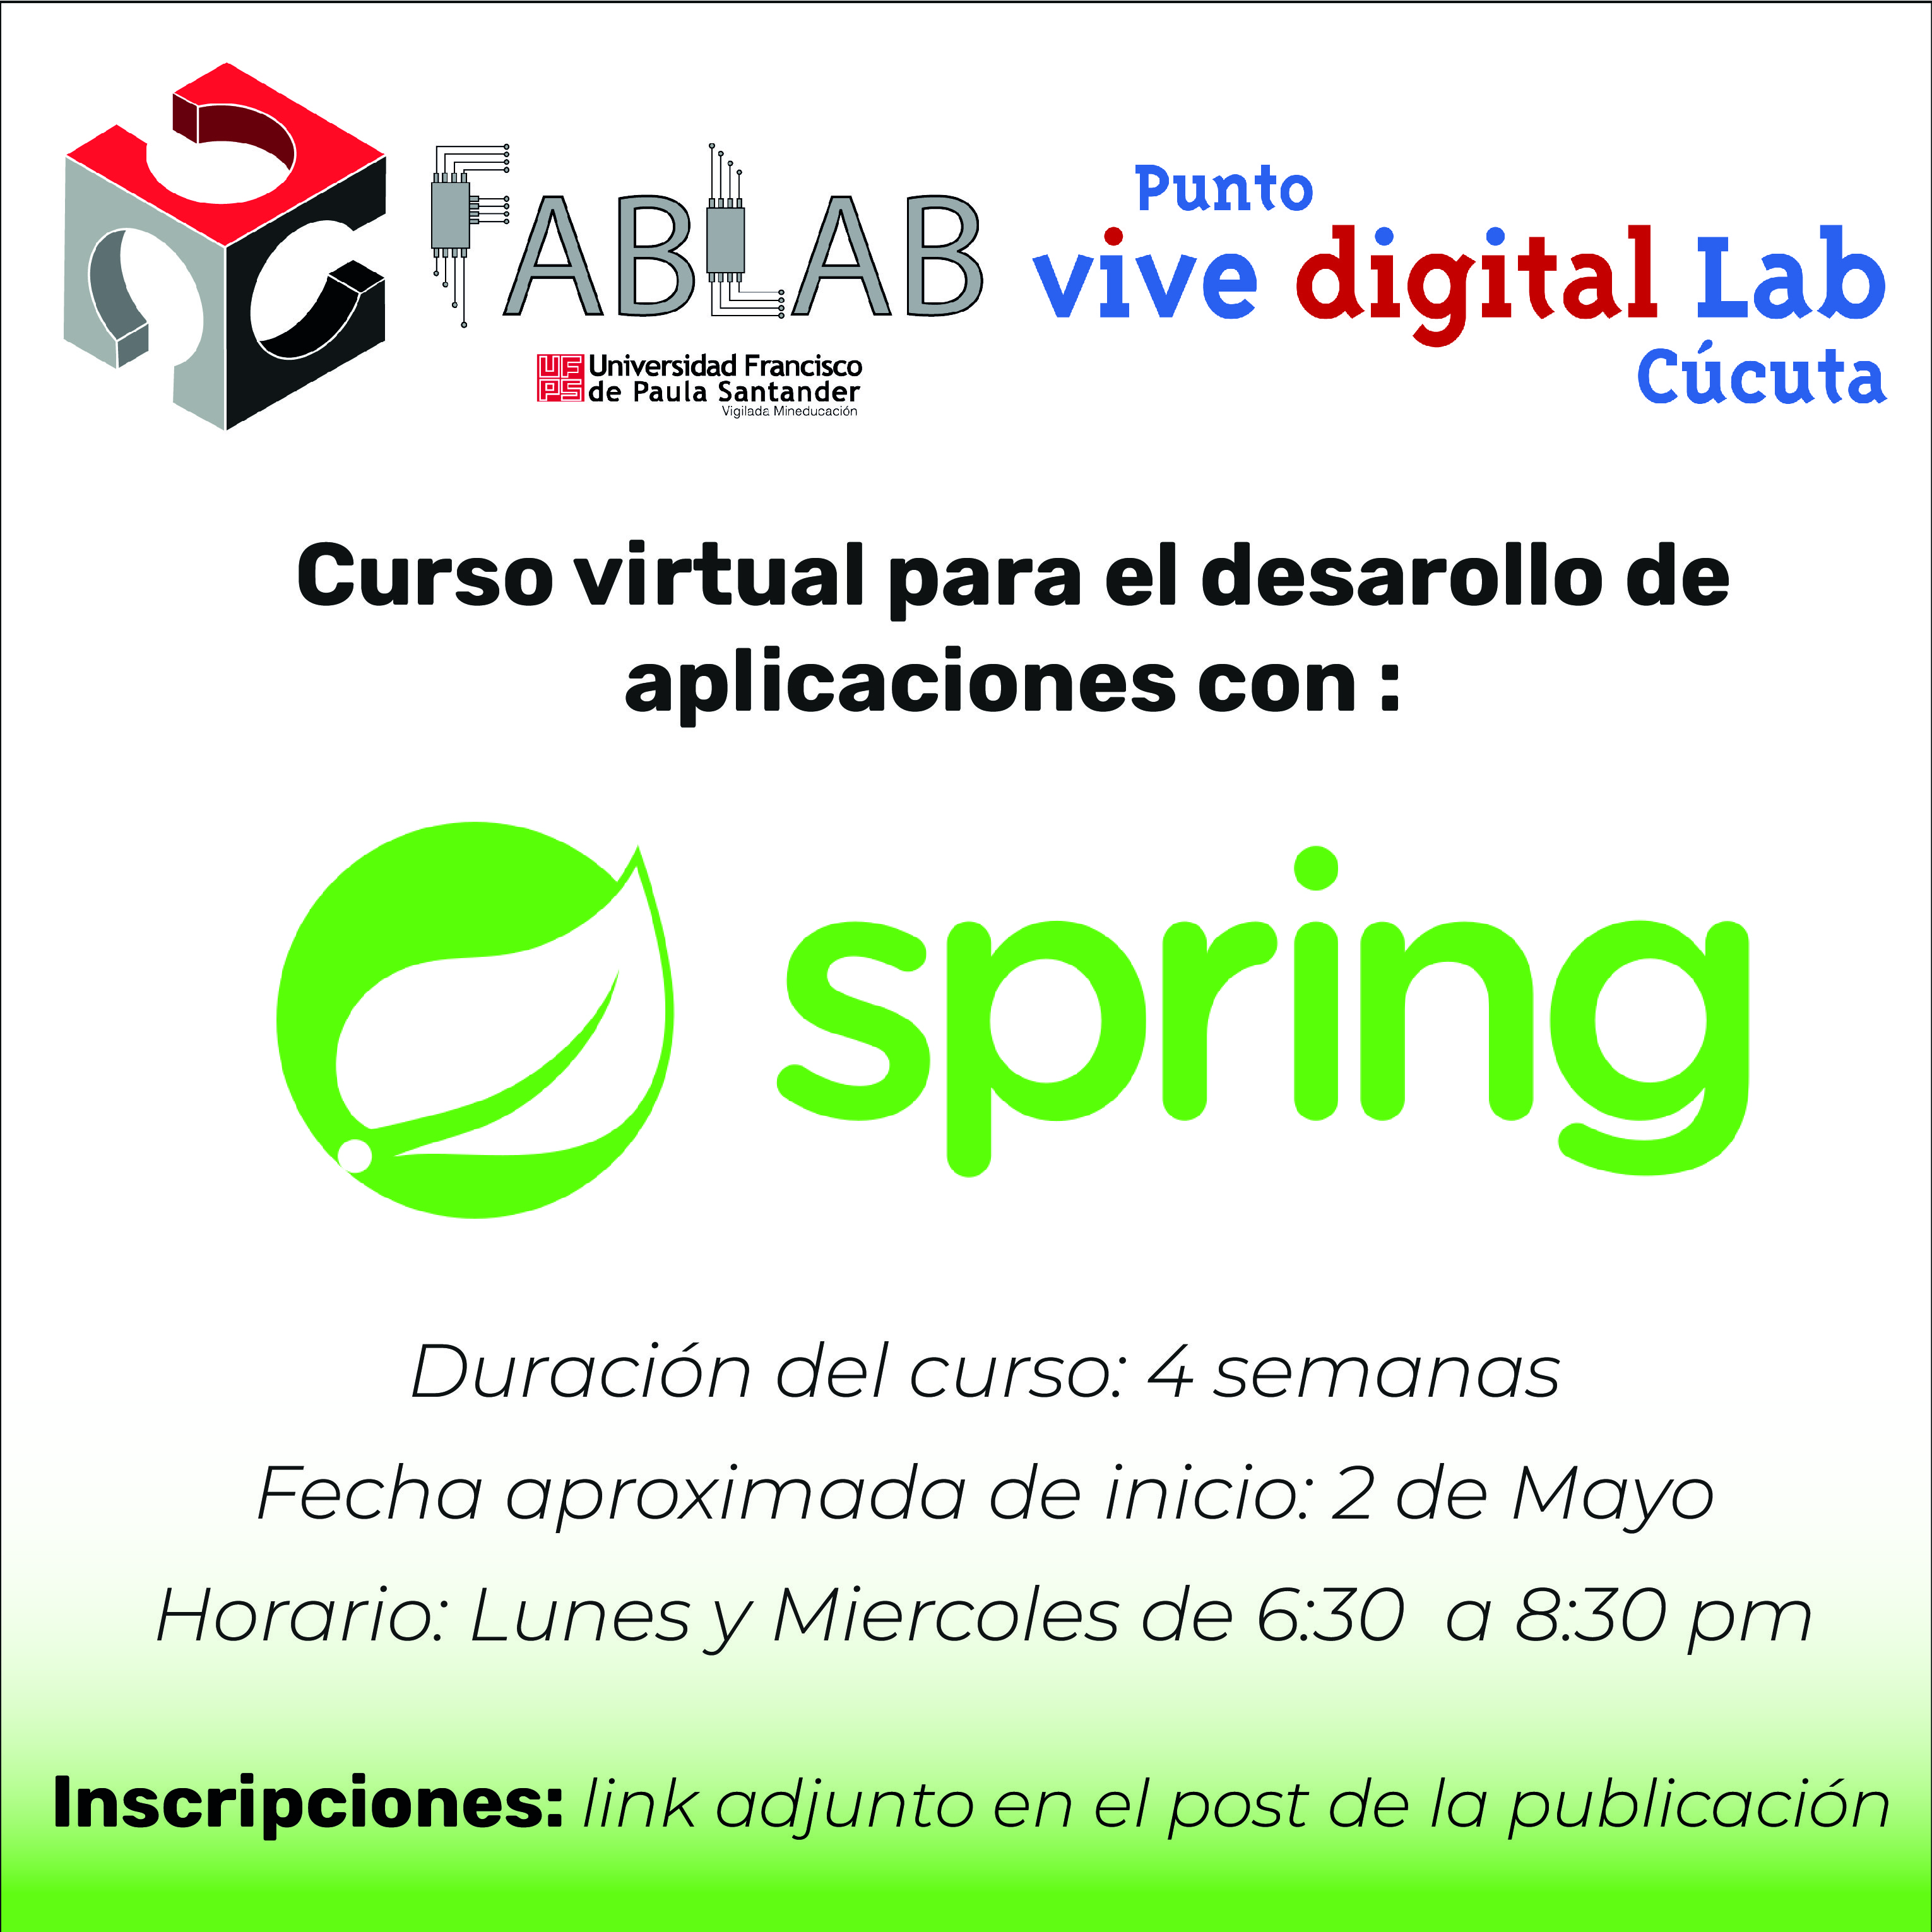 FABLAB
UFPS
Universidad Francisco
de Paula Santander
Vigilada Mineducación
Punto
vive digital Lab
Cúcuta
Curso virtual para el desarollo de
aplicaciones con :
spring
Duración del curso: 4 semanas
Fecha aproximada de inicio: 2 de Mayo
Horario: Lunes y Miercoles de 6:30 a 8:30 pm
Inscripciones: link adjunto en el post de la publicación